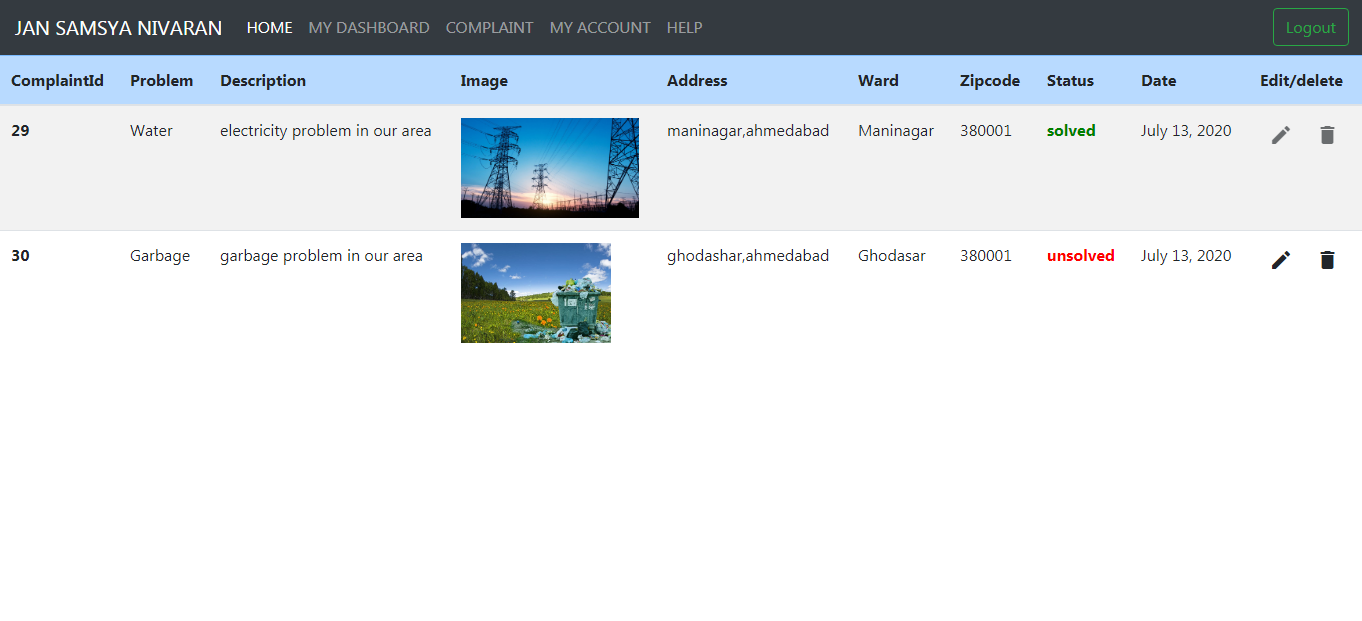 JAN SAMSYA NIVARAN HOME MY DASHBOARD COMPLAINT MY ACCOUNT HELP Logout
ComplaintId Problem Description Image Address Ward Zipcode Status Date Edit/delete
29 Water electricity problem in our area maninagar,ahmedabad Maninagar 380001 solved July 13, 2020
30 Garbage garbage problem in our area ghodashar,ahmedabad Ghodasar 380001 unsolved July 13, 2020